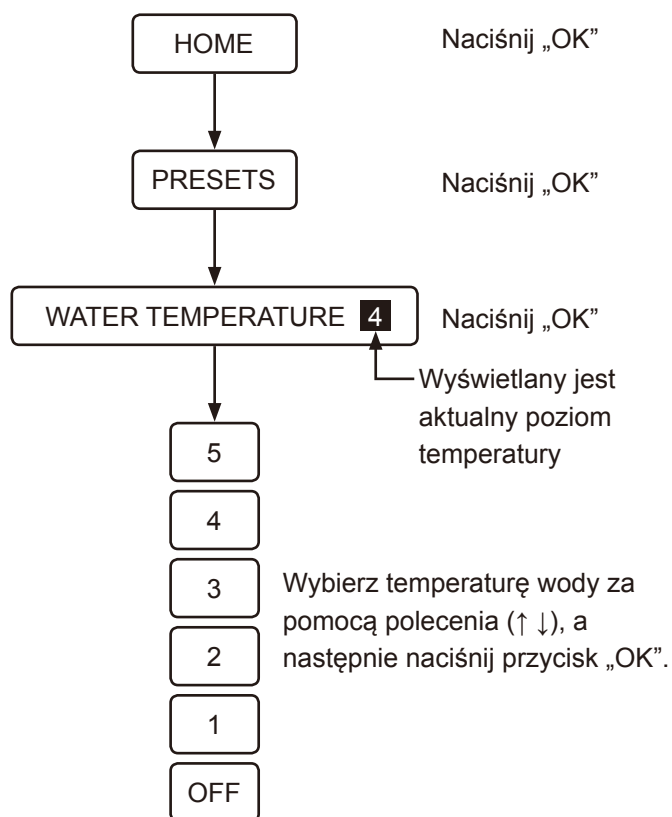 HOME
Naciśnij „OK”
PRESETS
Naciśnij „OK”
WATER TEMPERATURE 4
Naciśnij „OK”
Wyświetlany jest
aktualny poziom
temperatury
5
4
3
2
1
OFF
Wybierz temperaturę wody za
pomocą polecenia (↑ ↓), a
następnie naciśnij przycisk „OK”.